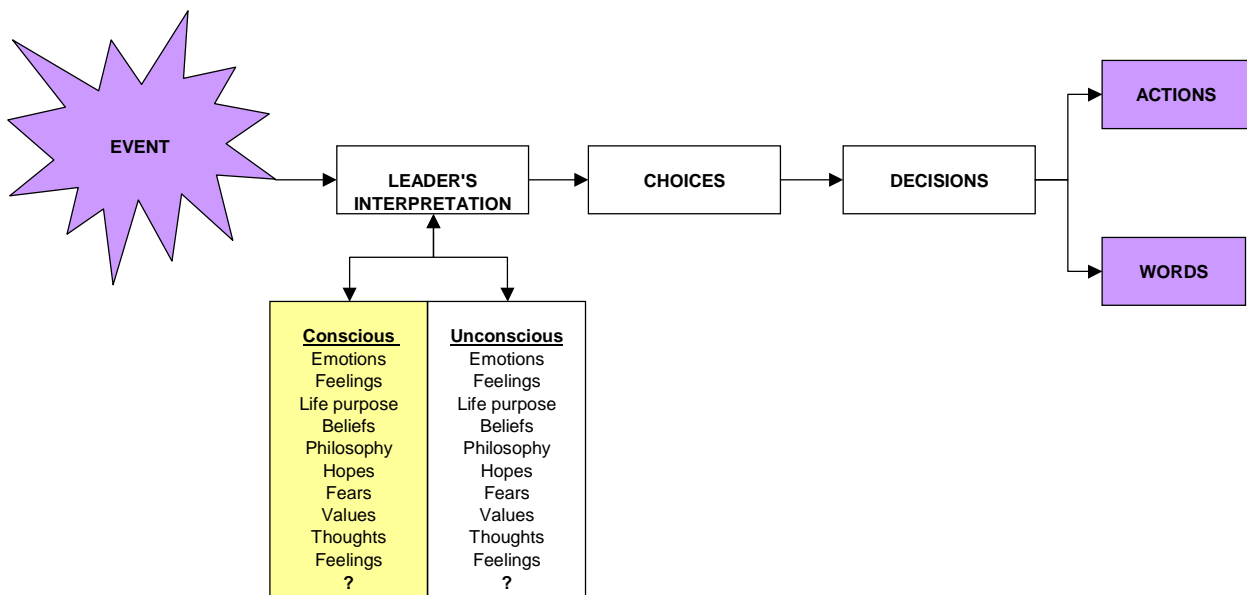 EVENT
LEADER'S
INTERPRETATION
CHOICES
DECISIONS
ACTIONS
WORDS
Conscious
Emotions
Feelings
Life purpose
Beliefs
Philosophy
Hopes
Fears
Values
Thoughts
Feelings
?
Unconscious
Emotions
Feelings
Life purpose
Beliefs
Philosophy
Hopes
Fears
Values
Thoughts
Feelings
?